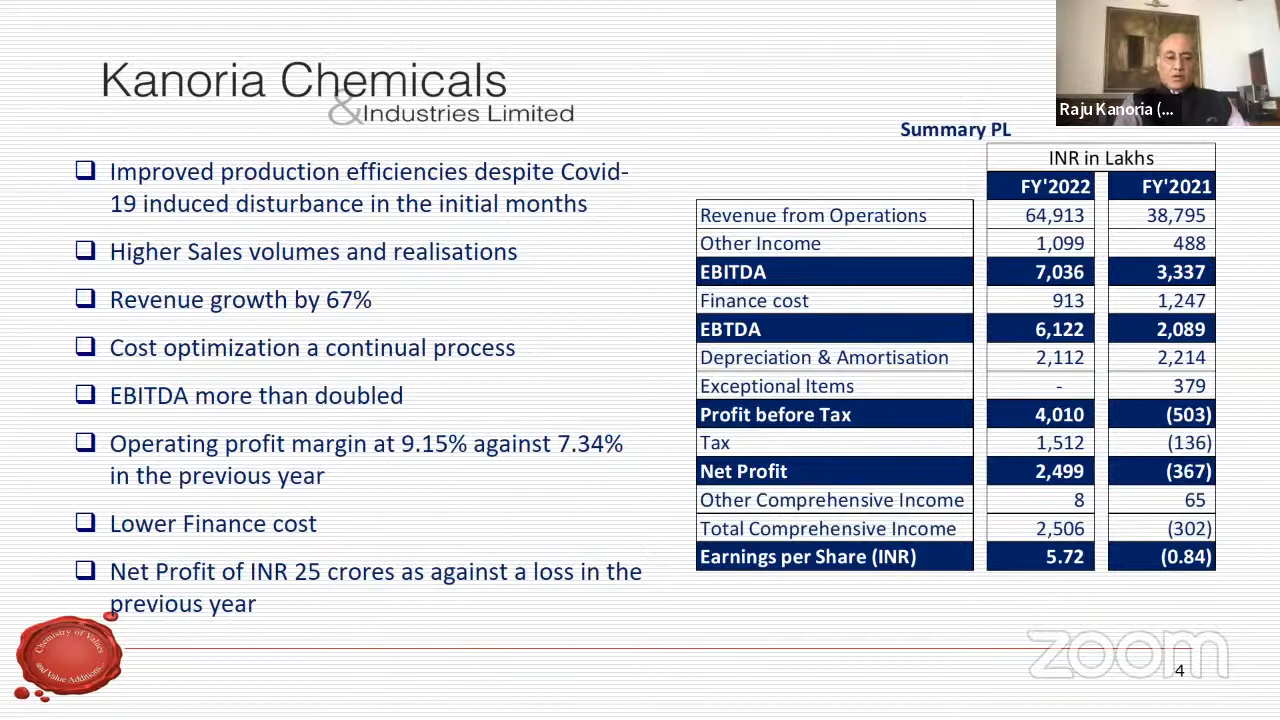 Kanoria Chemicals
&Industries Limited
Raju Kanoria (...
Improved production efficiencies despite Covid-
19 induced disturbance in the initial months
Higher Sales volumes and realisations
Revenue growth by 67%
Cost optimization a continual process
EBITDA more than doubled
Operating profit margin at 9.15% against 7.34%
in the previous year
Lower Finance cost
Net Profit of INR 25 crores as against a loss in the
previous year
Summary PL
INR in Lakhs
FY'2022 FY'2021
Revenue from Operations 64,913 38,795
Other Income 1,099 488
EBITDA 7,036 3,337
Finance cost 913 1,247
EBTDA 6,122 2,089
Depreciation & Amortisation 2,112 2,214
Exceptional Items - 379
Profit before Tax 4,010 (503)
Tax 1,512 (136)
Net Profit 2,499 (367)
Other Comprehensive Income 8 65
Total Comprehensive Income 2,506 (302)
Earnings per Share (INR) 5.72 (0.84)
Chemistry of Values
and Value Additions...
zoom
4